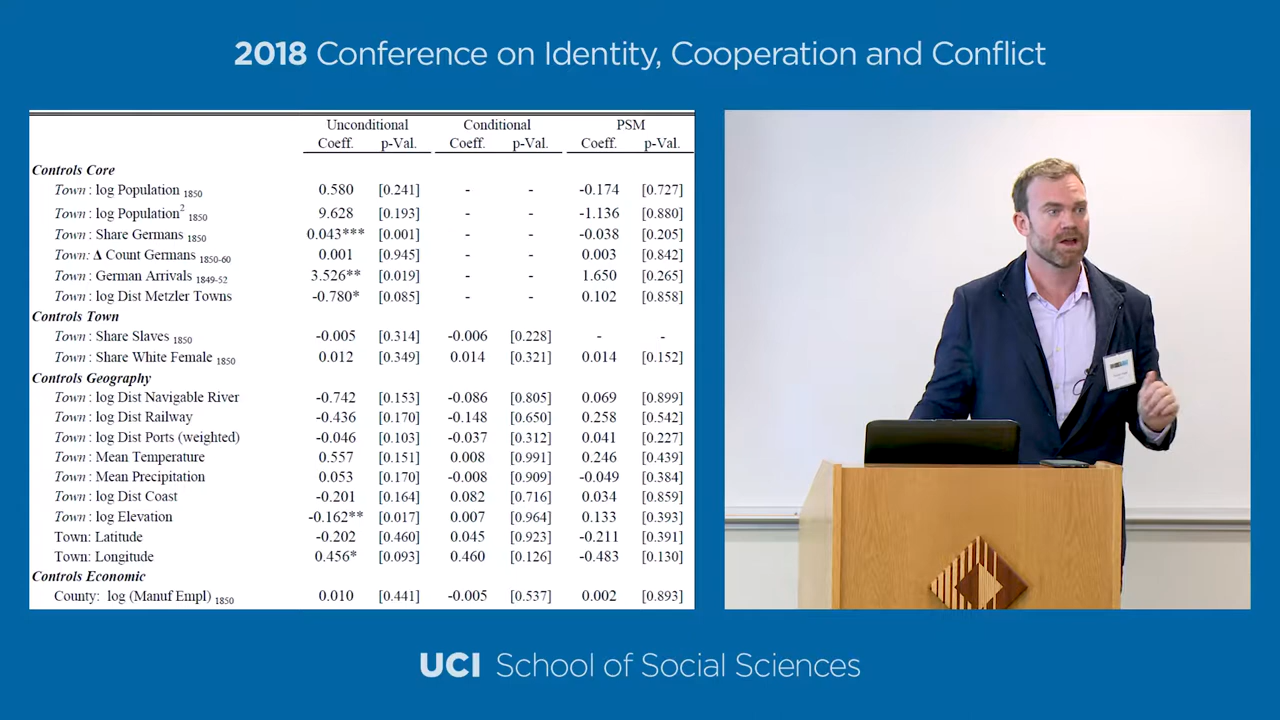 2018 Conference on Identity, Cooperation and Conflict
Unconditional Conditional PSM
Coeff. p-Val. Coeff. p-Val. Coeff. p-Val.
Controls Core
Town : log Population 1850 0.580 [0.241] - - -0.174 [0.727]
Town : log Population2 1850 9.628 [0.193] - - -1.136 [0.880]
Town : Share Germans 1850 0.043*** [0.001] - - -0.038 [0.205]
Town: Δ Count Germans 1850-60 0.001 [0.945] - - 0.003 [0.842]
Town : German Arrivals 1849-52 3.526** [0.019] - - 1.650 [0.265]
Town : log Dist Metzler Towns -0.780* [0.085] - - 0.102 [0.858]
Controls Town
Town : Share Slaves 1850 -0.005 [0.314] -0.006 [0.228] - -
Town : Share White Female 1850 0.012 [0.349] 0.014 [0.321] 0.014 [0.152]
Controls Geography
Town : log Dist Navigable River -0.742 [0.153] -0.086 [0.805] 0.069 [0.899]
Town : log Dist Railway -0.436 [0.170] -0.148 [0.650] 0.258 [0.542]
Town : log Dist Ports (weighted) -0.046 [0.103] -0.037 [0.312] 0.041 [0.227]
Town : Mean Temperature 0.557 [0.151] 0.008 [0.991] 0.246 [0.439]
Town : Mean Precipitation 0.053 [0.170] -0.008 [0.909] -0.049 [0.384]
Town : log Dist Coast -0.201 [0.164] 0.082 [0.716] 0.034 [0.859]
Town : log Elevation -0.162** [0.017] 0.007 [0.964] 0.133 [0.393]
Town: Latitude -0.202 [0.460] 0.045 [0.923] -0.211 [0.391]
Town: Longitude 0.456* [0.093] 0.460 [0.126] -0.483 [0.130]
Controls Economic
County: log (Manuf Empl) 1850 0.010 [0.441] -0.005 [0.537] 0.002 [0.893]
UCI School of Social Sciences